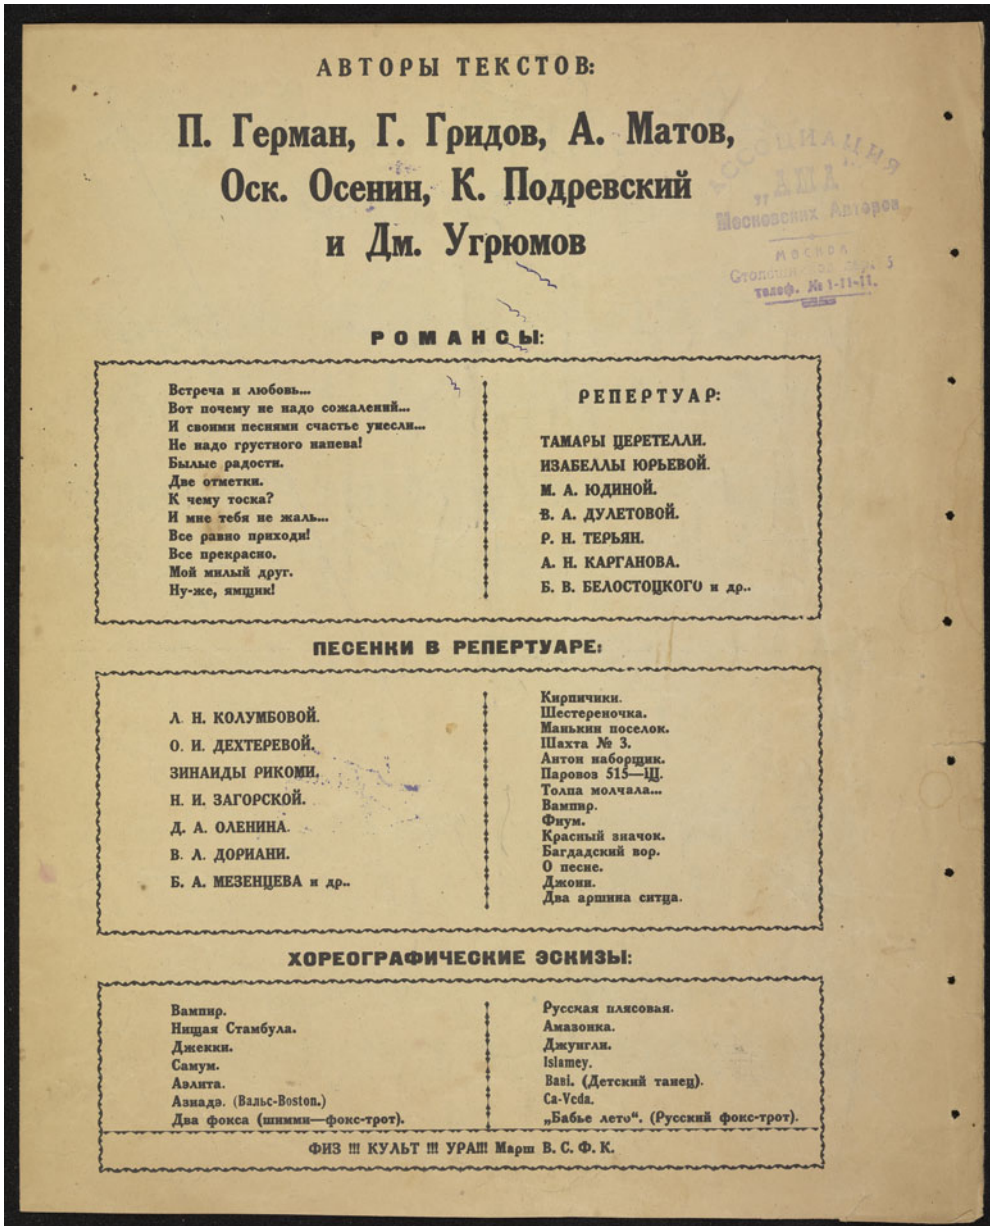 АВТОРЫ ТЕКСТОВ:
П. Герман, Г. Гридов, А. Матов,
Оск. Осенин, К. Подревский
и Дм. Угрюмов
АССОЦИАЦИЯ
„АМА"
Московских Авторов
МОСКВА
телеф. № 1-11-11.
РОМАНСЫ:
Встреча и любовь...
Вот почему не надо сожалений...
И своими песнями счастье унесли...
Не надо грустного напева!
Былые радости.
Две отметки.
К чему тоска?
И мне тебя не жаль...
Все равно приходи!
Все прекрасно.
Мой милый друг.
Ну-же, ямщик!
РЕПЕРТУАР:
ТАМАРЫ ЦЕРЕТЕЛЛИ.
ИЗАБЕЛЛЫ ЮРЬЕВОЙ.
М. А. ЮДИНОЙ.
В. А. ДУЛЕТОВОЙ.
Р. Н. ТЕРЬЯН.
А. Н. КАРГАНОВА.
Б. В. БЕЛОСТОЦКОГО и др..
ПЕСЕНКИ В РЕПЕРТУАРЕ:
Л. Н. КОЛУМБОВОЙ.
О. И. ДЕХТЕРЕВОЙ.
ЗИНАИДЫ РИКОМИ.
Н. И. ЗАГОРСКОЙ.
Д. А. ОЛЕНИНА.
В. Л. ДОРИАНИ.
Б. А. МЕЗЕНЦЕВА и др..
Кирпичики.
Шестереночка.
Манькин поселок.
Шахта № 3.
Антон наборщик.
Паровоз 515—Щ.
Толпа молчала...
Вампир.
Фиум.
Красный значок.
Багдадский вор.
О песне.
Джонни.
Два аршина ситца.
ХОРЕОГРАФИЧЕСКИЕ ЭСКИЗЫ:
Вампир.
Нищая Стамбула.
Джекки.
Самум.
Аэлита.
Азиадэ. (Вальс-Boston.)
Два фокса (шимми—фокс-трот).
Русская плясовая.
Амазонка.
Джунгли.
Islamey.
Вавi. (Детский танец).
Ca-Veda.
„Бабье лето“. (Русский фокс-трот).
ФИЗ !!! КУЛЬТ !!! УРА!!! Марш В. С. Ф. К.